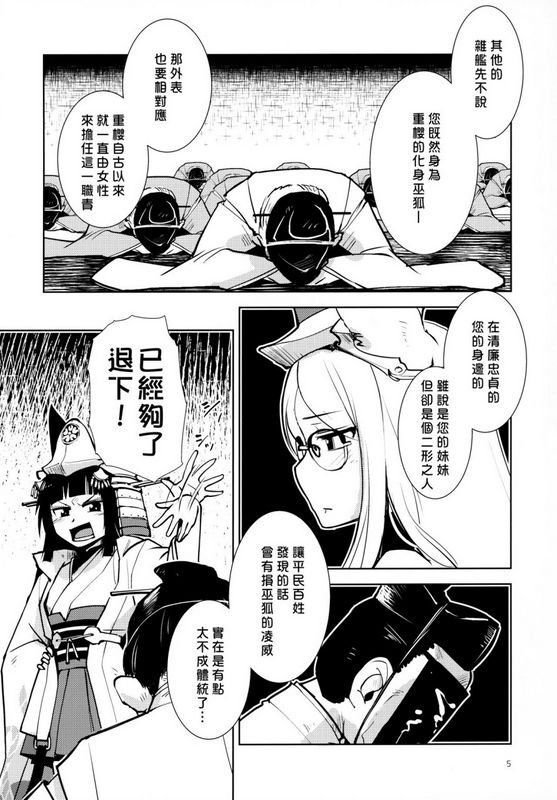 其他的
雜艦先不說
您既然身為
重櫻的化身巫狐ー
那外表
也要相對應
重櫻自古以來
就一直由女性
來擔任這一職責
在清廉忠貞的
您的身邊的
雖說是您的妹妹
但卻是個二形之人
讓平民百姓
發現的話
會有損巫狐的凌威
實在是有點
太不成體統了…
已經夠了
退下！
5